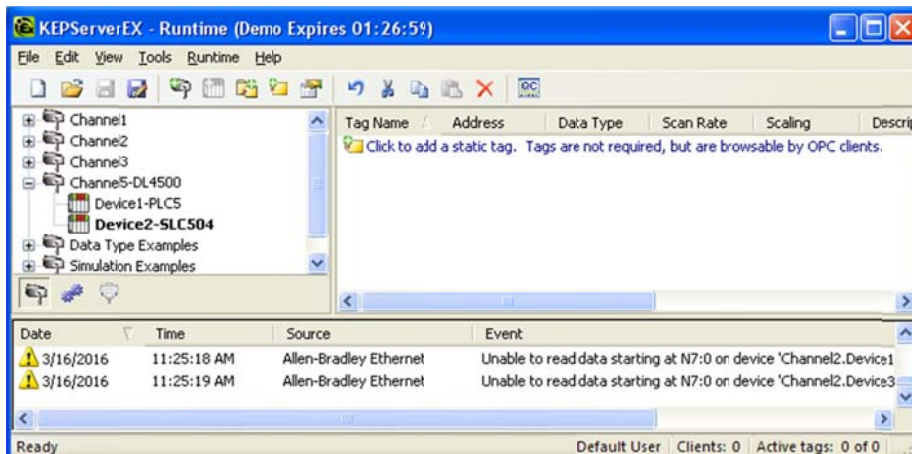 KEPServerEX - Runtime (Demo Expires 01:26:59)
File Edit View Tools Runtime Help
Channel1
Channel2
Channel3
Channel5-DL4500
Device1-PLC5
Device2-SLC504
Data Type Examples
Simulation Examples
Tag Name Address Data Type Scan Rate Scaling Descrip
Click to add a static tag. Tags are not required, but are browsable by OPC clients.
Date Time Source Event
3/16/2016 11:25:18 AM Allen-Bradley Ethernet Unable to read data starting at N7:0 on device 'Channel2.Device1
3/16/2016 11:25:19 AM Allen-Bradley Ethernet Unable to read data starting at N7:0 on device 'Channel2.Device3
Ready Default User Clients: 0 Active tags: 0 of 0